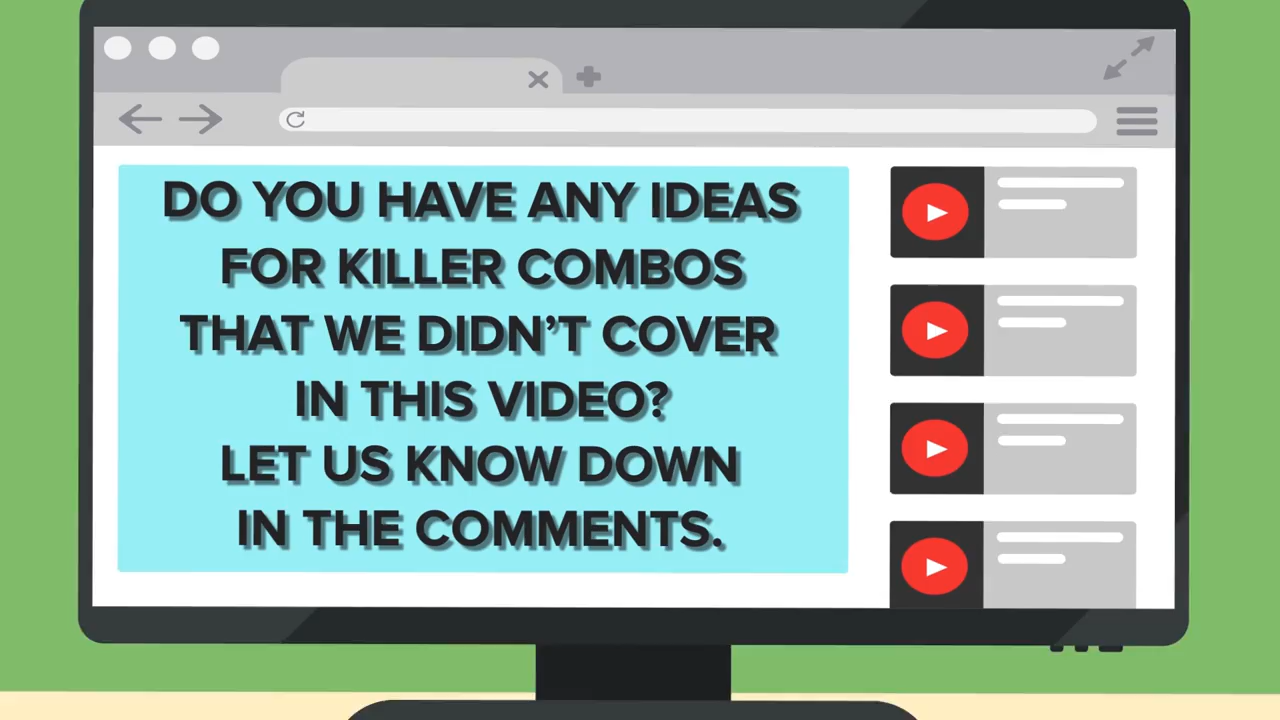 DO YOU HAVE ANY IDEAS
FOR KILLER COMBOS
THAT WE DIDN’T COVER
IN THIS VIDEO?
LET US KNOW DOWN
IN THE COMMENTS.